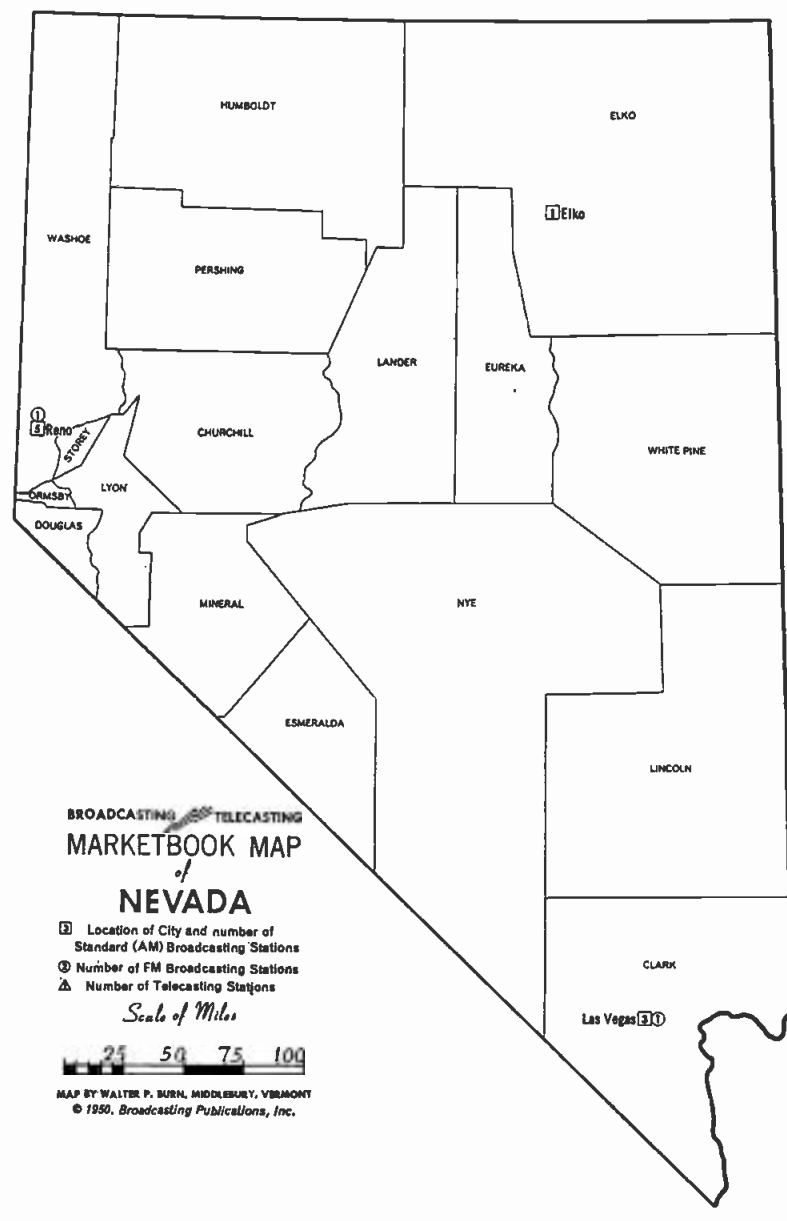 HUMBOLDT
ELKO
1 Elko
WASHOE
PERSHING
LANDER
EUREKA
1
5 Reno
STOREY
CHURCHILL
WHITE PINE
ORMSBY
LYON
DOUGLAS
MINERAL
NYE
ESMERALDA
LINCOLN
CLARK
Las Vegas 3 1
BROADCASTING TELECASTING
MARKETBOOK MAP
of
NEVADA
3 Location of City and number of
Standard (AM) Broadcasting Stations
2 Number of FM Broadcasting Stations
Number of Telecasting Stations
Scale of Miles
25 50 75 100
MAP BY WALTER P. BURN, MIDDLEBURY, VERMONT
© 1950, Broadcasting Publications, Inc.